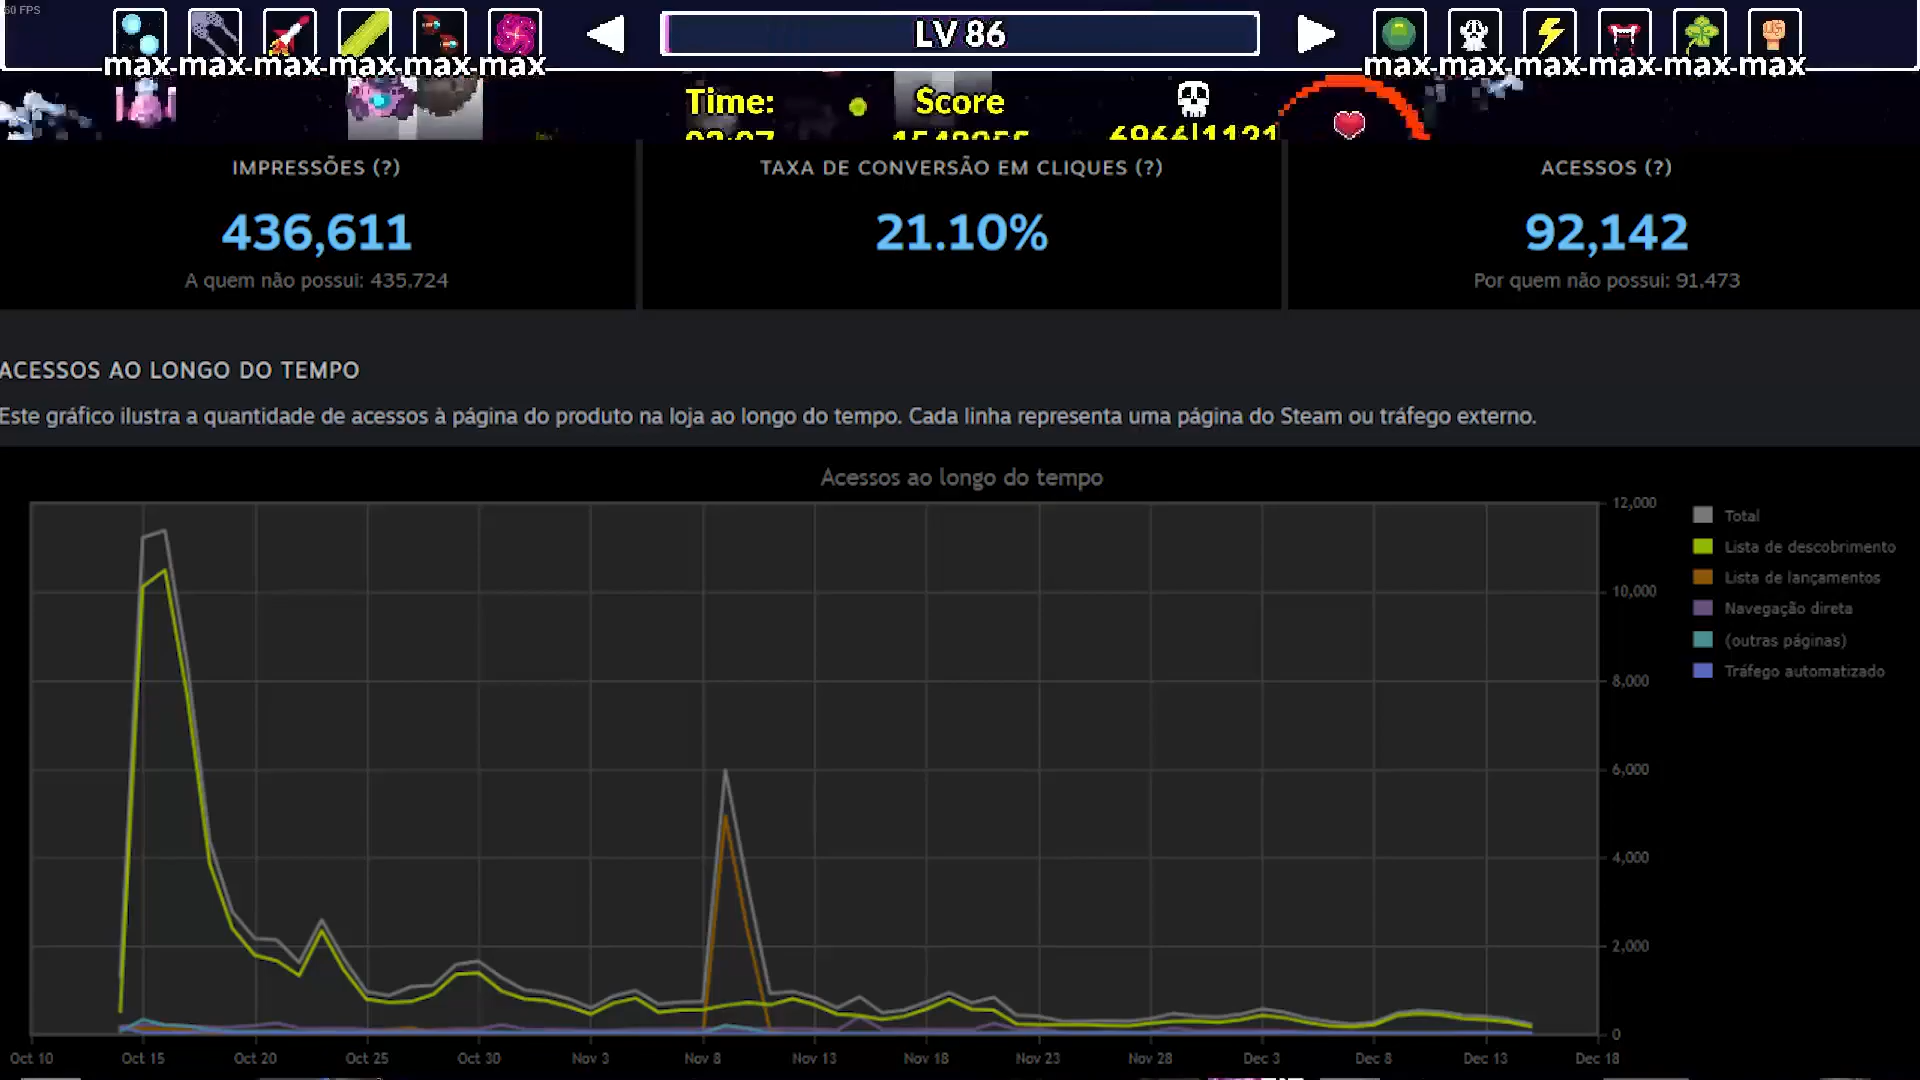 60 FPS
LV 86
max max max max max max
max max max max max max
Time:
Score
IMPRESSÕES (?)
436,611
A quem não possui: 435,724
TAXA DE CONVERSÃO EM CLIQUES (?)
21.10%
ACESSOS (?)
92,142
Por quem não possui: 91,473
ACESSOS AO LONGO DO TEMPO
Este gráfico ilustra a quantidade de acessos à página do produto na loja ao longo do tempo. Cada linha representa uma página do Steam ou tráfego externo.
Acessos ao longo do tempo
12,000
10,000
8,000
6,000
4,000
2,000
0
Total
Lista de descobrimento
Lista de lançamentos
Navegação direta
(outras páginas)
Tráfego automatizado
Oct 10 Oct 15 Oct 20 Oct 25 Oct 30 Nov 3 Nov 8 Nov 13 Nov 18 Nov 23 Nov 28 Dec 3 Dec 8 Dec 13 Dec 18